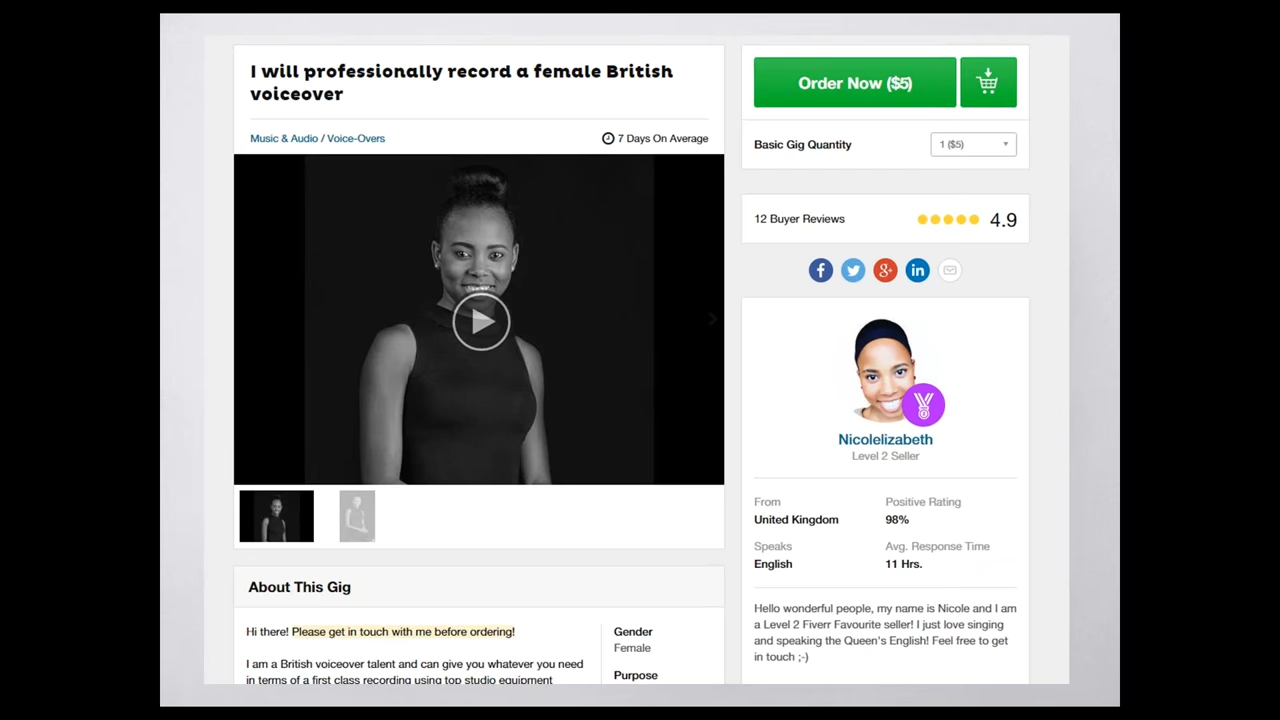 I will professionally record a female British
voiceover
Music & Audio / Voice-Overs
7 Days On Average
About This Gig
Hi there! Please get in touch with me before ordering!
I am a British voiceover talent and can give you whatever you need
in terms of a first class recording using top studio equipment
Gender
Female
Purpose
Order Now ($5)
Basic Gig Quantity
1 ($5)
12 Buyer Reviews
4.9
Nicolelizabeth
Level 2 Seller
From
United Kingdom
Positive Rating
98%
Speaks
English
Avg. Response Time
11 Hrs.
Hello wonderful people, my name is Nicole and I am
a Level 2 Fiverr Favourite seller! I just love singing
and speaking the Queen's English! Feel free to get
in touch ;-)